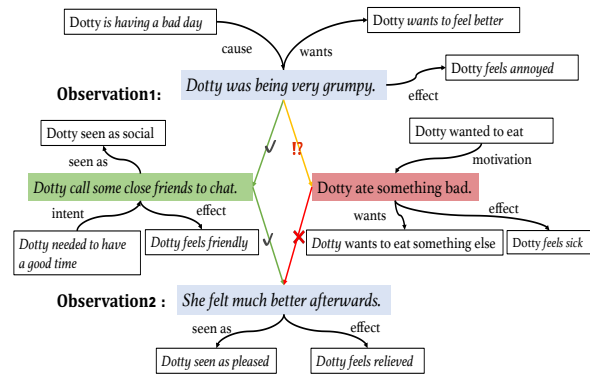 Dotty is having a bad day
Dotty wants to feel better
cause
wants
Dotty was being very grumpy.
Dotty feels annoyed
effect
Observation1:
Dotty seen as social
✓
!?
Dotty wanted to eat
seen as
motivation
Dotty call some close friends to chat.
Dotty ate something bad.
intent
effect
wants
effect
Dotty needed to have
a good time
Dotty feels friendly
✓
✗
Dotty wants to eat something else
Dotty feels sick
Observation2 :
She felt much better afterwards.
seen as
effect
Dotty seen as pleased
Dotty feels relieved